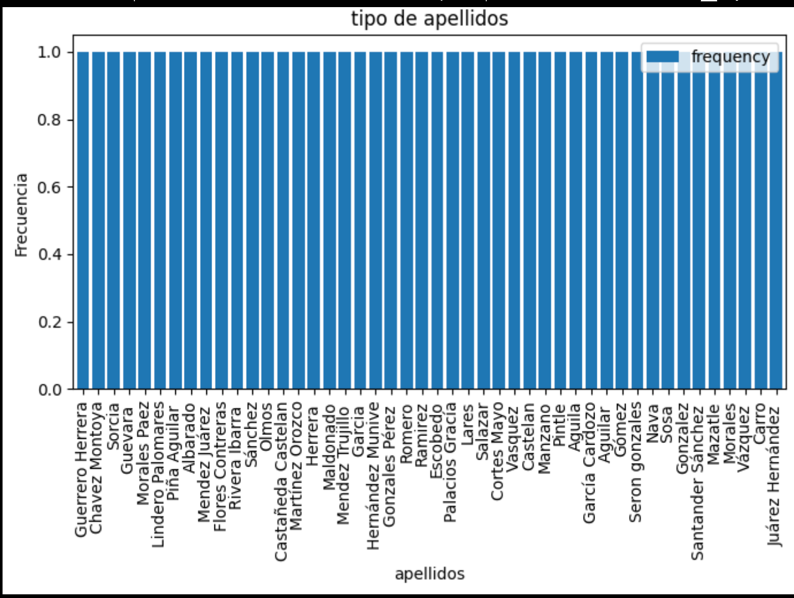 tipo de apellidos
frequency
Frecuencia
1.0
0.8
0.6
0.4
0.2
0.0
Guerrero Herrera
Chavez Montoya
Sorcia
Guevara
Morales Paez
Lindero Palomares
Piña Aguilar
Albarado
Mendez Juárez
Flores Contreras
Rivera Ibarra
Sánchez
Olmos
Castañeda Castelan
Martínez Orozco
Herrera
Maldonado
Mendez Trujillo
Garcia
Hernández Munive
Gonzales Pérez
Romero
Ramirez
Escobedo
Palacios Gracia
Lares
Salazar
Cortes Mayo
Vasquez
Castelan
Manzano
Pintle
Aguila
García Cardozo
Aguilar
Gómez
Seron gonzales
Nava
Sosa
Gonzalez
Santander Sánchez
Mazatle
Morales
Vázquez
Carro
Juárez Hernández
apellidos